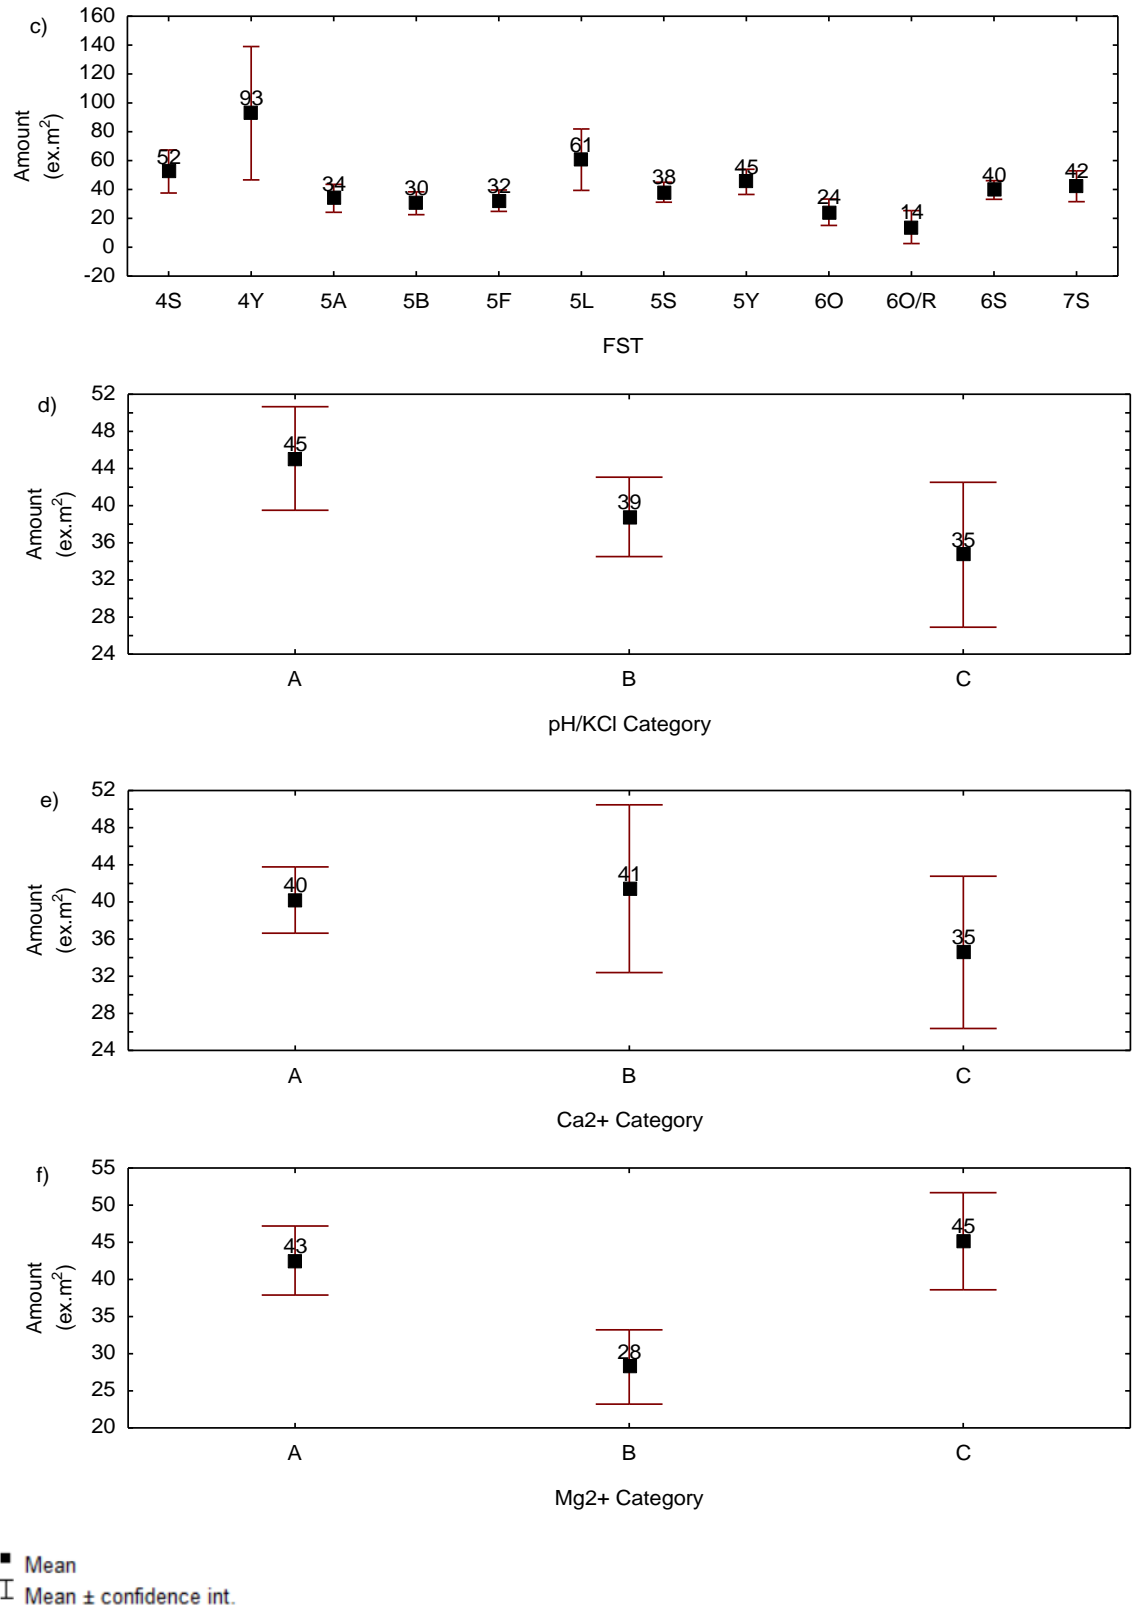 c)
160
140
120
100
80
60
40
20
0
-20
Amount
(ex.m²)
52
93
34
30
32
61
38
45
24
14
40
42
4S 4Y 5A 5B 5F 5L 5S 5Y 6O 6O/R 6S 7S
FST
d)
52
48
44
40
36
32
28
24
Amount
(ex.m²)
45
39
35
A B C
pH/KCl Category
e)
52
48
44
40
36
32
28
24
Amount
(ex.m²)
40
41
35
A B C
Ca2+ Category
f)
55
50
45
40
35
30
25
20
Amount
(ex.m²)
43
28
45
A B C
Mg2+ Category
Mean
Mean ± confidence int.